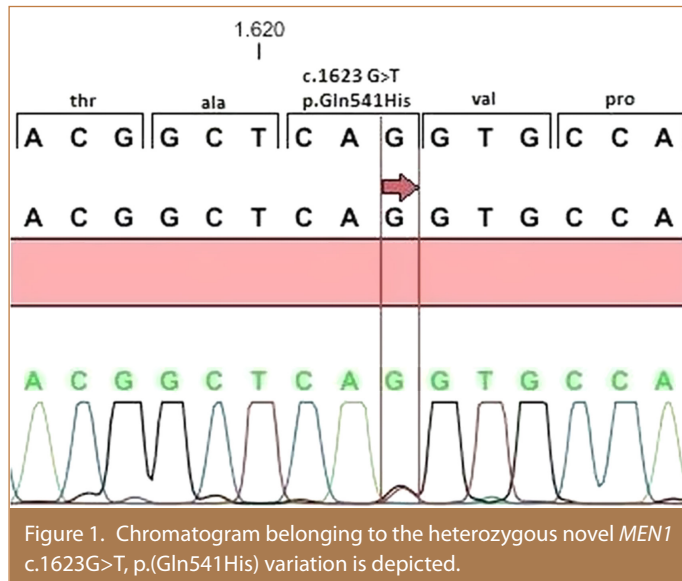 1.620
c.1623 G>T
thr ala p.Gln541His val pro
A C G G C T C A G G T G C C A
A C G G C T C A G G T G C C A
A C G G C T C A G G T G C C A
Figure 1. Chromatogram belonging to the heterozygous novel MEN1
c.1623G>T, p.(Gln541His) variation is depicted.